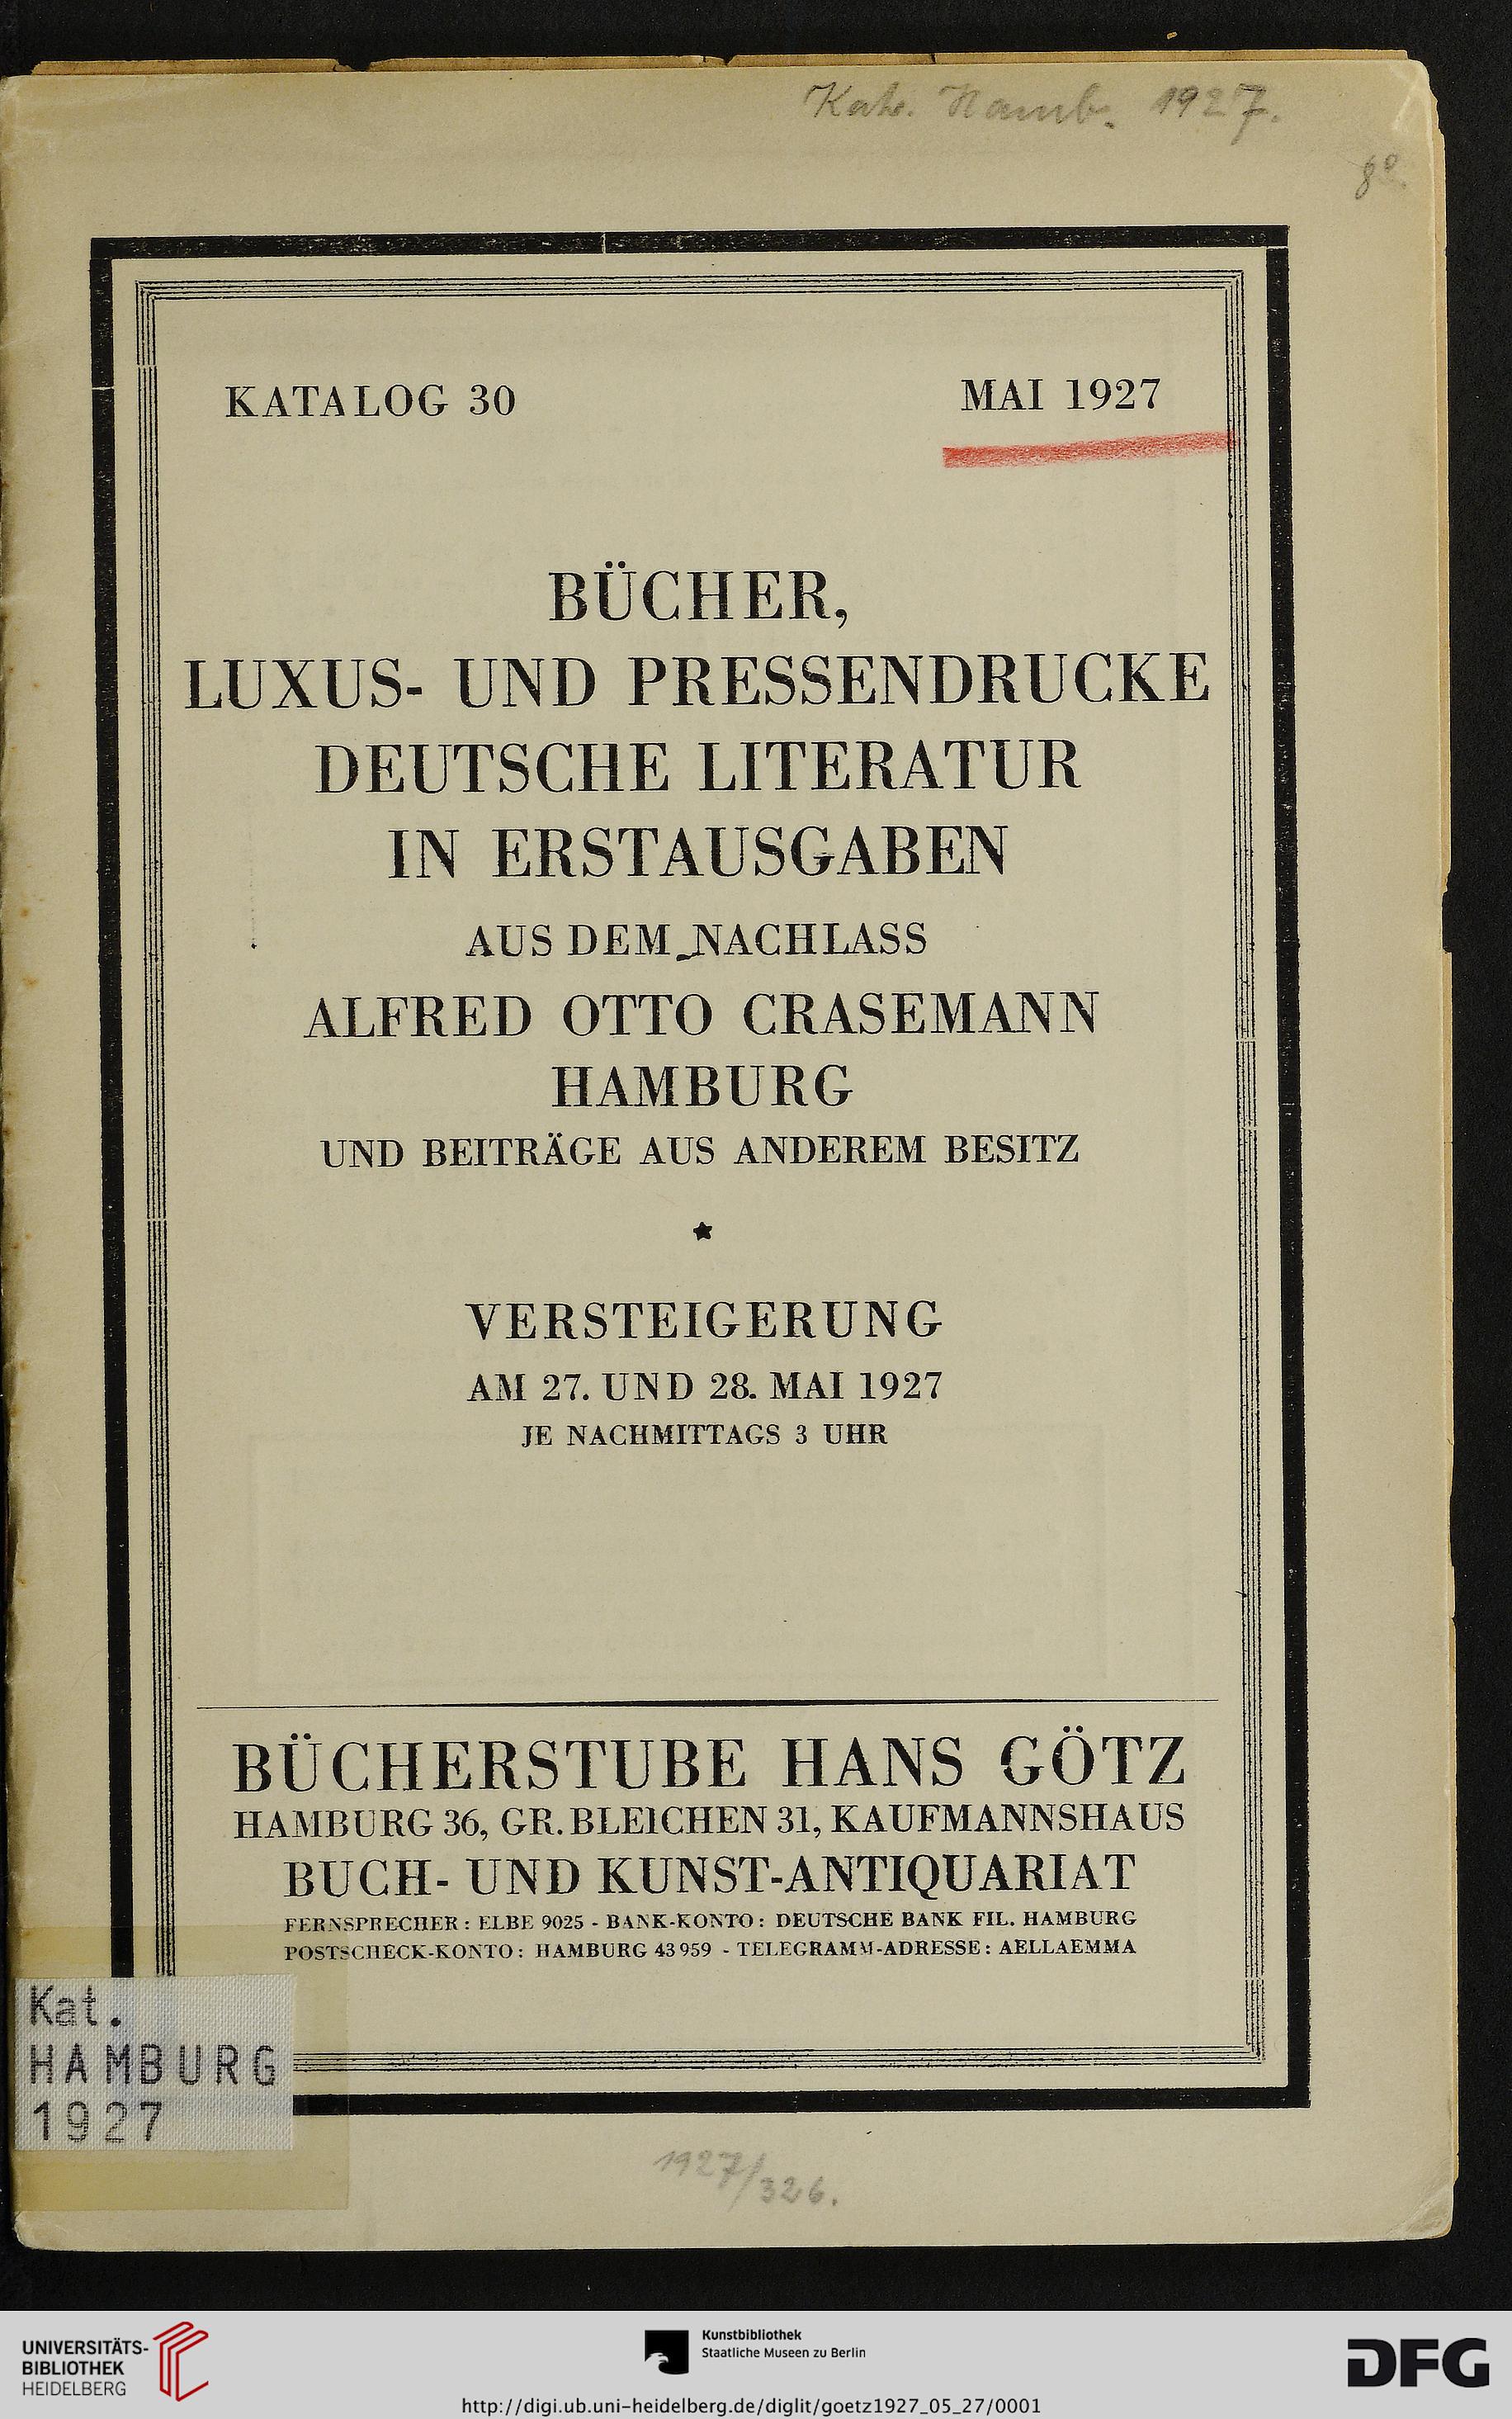 Kat. Hamb. 1927.
8°.
KATALOG 30
MAI 1927
BÜCHER,
LUXUS- UND PRESSENDRUCKE
DEUTSCHE LITERATUR
IN ERSTAUSGABEN
AUS DEM NACHLASS
ALFRED OTTO CRASEMANN
HAMBURG
UND BEITRÄGE AUS ANDEREM BESITZ
★
VERSTEIGERUNG
AM 27. UND 28. MAI 1927
JE NACHMITTAGS 3 UHR
BÜCHERSTUBE HANS GÖTZ
HAMBURG 36, GR. BLEICHEN 31, KAUFMANNSHAUS
BUCH- UND KUNST-ANTIQUARIAT
FERNSPRECHER: ELBE 9025 - BANK-KONTO: DEUTSCHE BANK FIL. HAMBURG
POSTSCHECK-KONTO: HAMBURG 43959 - TELEGRAMM-ADRESSE: AELLAEMMA
Kat.
HAMBURG
1927
1927/326.
UNIVERSITÄTS-
BIBLIOTHEK
HEIDELBERG
Kunstbibliothek
Staatliche Museen zu Berlin
DFG
http://digi.ub.uni-heidelberg.de/diglit/goetz1927_05_27/0001